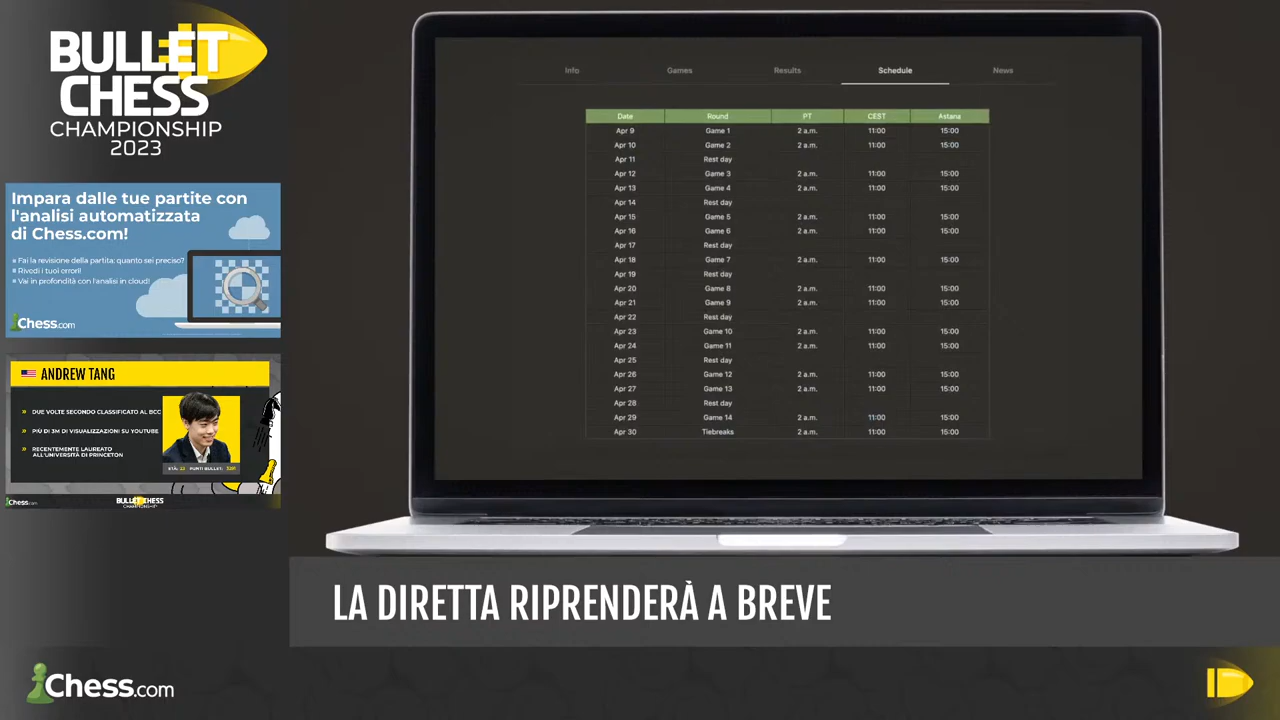 BULLET
CHESS
CHAMPIONSHIP
2023
Impara dalle tue partite con
l'analisi automatizzata
di Chess.com!
Fai la revisione della partita: quanto sei preciso?
Rivedi i tuoi errori!
Vai in profondità con l'analisi in cloud!
Chess.com
ANDREW TANG
» DUE VOLTE SECONDO CLASSIFICATO AL BCC
» PIÙ DI 3M DI VISUALIZZAZIONI SU YOUTUBE
» RECENTEMENTE LAUREATO
ALL'UNIVERSITÀ DI PRINCETON
ETÀ: 23 PUNTI BULLET:
Chess.com
BULLET CHESS
CHAMPIONSHIP
Info Games Results Schedule News
Date Round PT CEST Astana
Apr 9 Game 1 2 a.m. 11:00 15:00
Apr 10 Game 2 2 a.m. 11:00 15:00
Apr 11 Rest day
Apr 12 Game 3 2 a.m. 11:00 15:00
Apr 13 Game 4 2 a.m. 11:00 15:00
Apr 14 Rest day
Apr 15 Game 5 2 a.m. 11:00 15:00
Apr 16 Game 6 2 a.m. 11:00 15:00
Apr 17 Rest day
Apr 18 Game 7 2 a.m. 11:00 15:00
Apr 19 Rest day
Apr 20 Game 8 2 a.m. 11:00 15:00
Apr 21 Game 9 2 a.m. 11:00 15:00
Apr 22 Rest day
Apr 23 Game 10 2 a.m. 11:00 15:00
Apr 24 Game 11 2 a.m. 11:00 15:00
Apr 25 Rest day
Apr 26 Game 12 2 a.m. 11:00 15:00
Apr 27 Game 13 2 a.m. 11:00 15:00
Apr 28 Rest day
Apr 29 Game 14 2 a.m. 11:00 15:00
Apr 30 Tiebreaks 2 a.m. 11:00 15:00
LA DIRETTA RIPRENDERÀ A BREVE
Chess.com